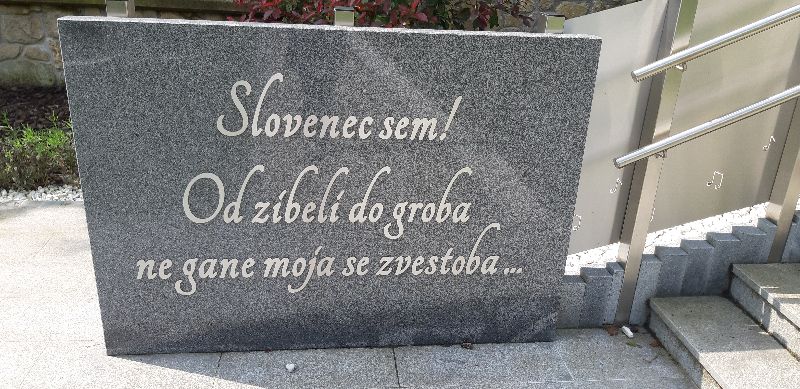 Slovenec sem!
Od zibeli do groba
ne gane moja se zvestoba...